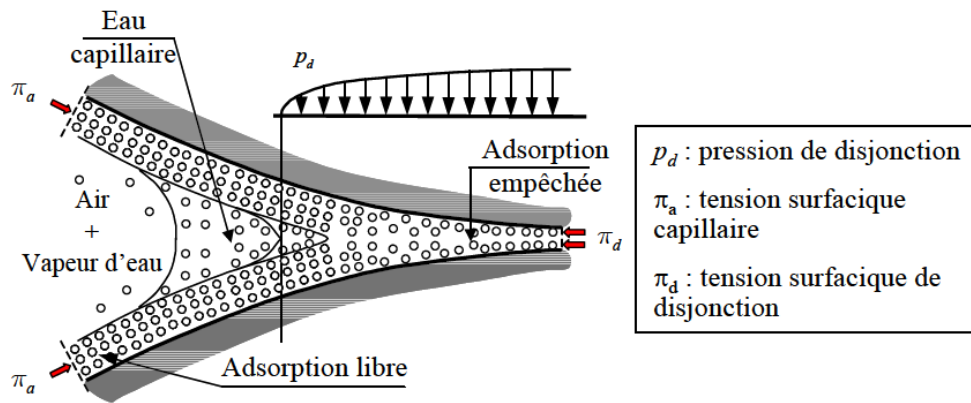 Eau
capillaire
p_d
π_a
Adsorption
empêchée
Air
+
Vapeur d’eau
π_d
Adsorption libre
π_a
p_d : pression de disjonction
π_a : tension surfacique
capillaire
π_d : tension surfacique de
disjonction